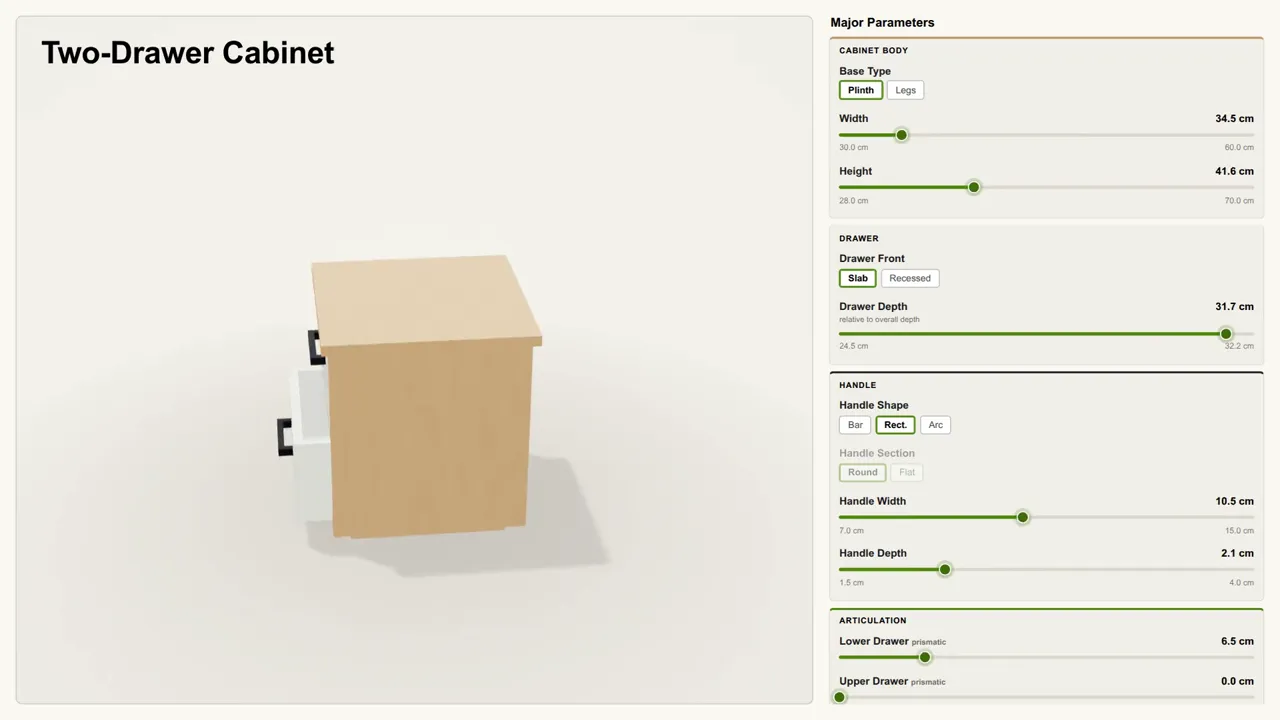 Two-Drawer Cabinet
Major Parameters
CABINET BODY
Base Type
Plinth Legs
Width 34.5 cm
30.0 cm 60.0 cm
Height 41.6 cm
28.0 cm 70.0 cm
DRAWER
Drawer Front
Slab Recessed
Drawer Depth 31.7 cm
relative to overall depth
24.5 cm 32.2 cm
HANDLE
Handle Shape
Bar Rect. Arc
Handle Section
Round Flat
Handle Width 10.5 cm
7.0 cm 15.0 cm
Handle Depth 2.1 cm
1.5 cm 4.0 cm
ARTICULATION
Lower Drawer prismatic 6.5 cm
Upper Drawer prismatic 0.0 cm